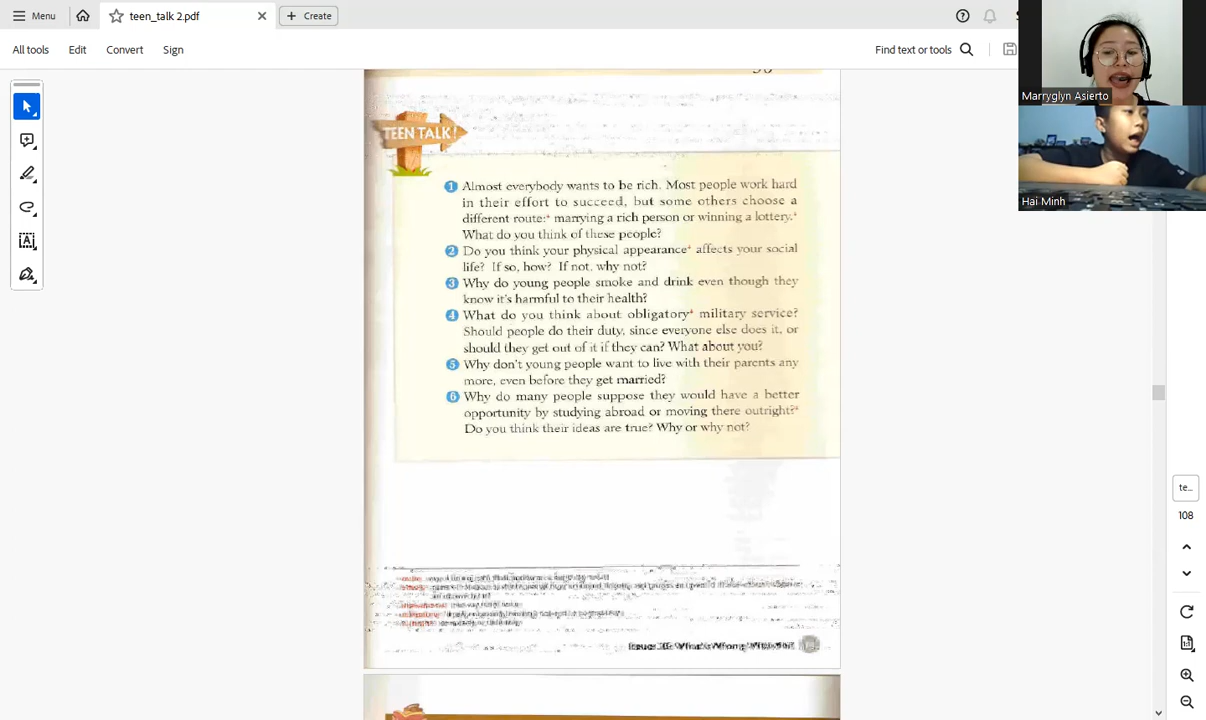 Menu
teen_talk 2.pdf
Create
All tools Edit Convert Sign
Find text or tools
Marryglyn Asierto
Hai Minh
TEEN TALK!
1 Almost everybody wants to be rich. Most people work hard
in their effort to succeed, but some others choose a
different route:* marrying a rich person or winning a lottery.*
What do you think of these people?
2 Do you think your physical appearance* affects your social
life? If so, how? If not, why not?
3 Why do young people smoke and drink even though they
know it's harmful to their health?
4 What do you think about obligatory* military service?
Should people do their duty, since everyone else does it, or
should they get out of it if they can? What about you?
5 Why don't young people want to live with their parents any
more, even before they get married?
6 Why do many people suppose they would have a better
opportunity by studying abroad or moving there outright?*
Do you think their ideas are true? Why or why not?
te...
108